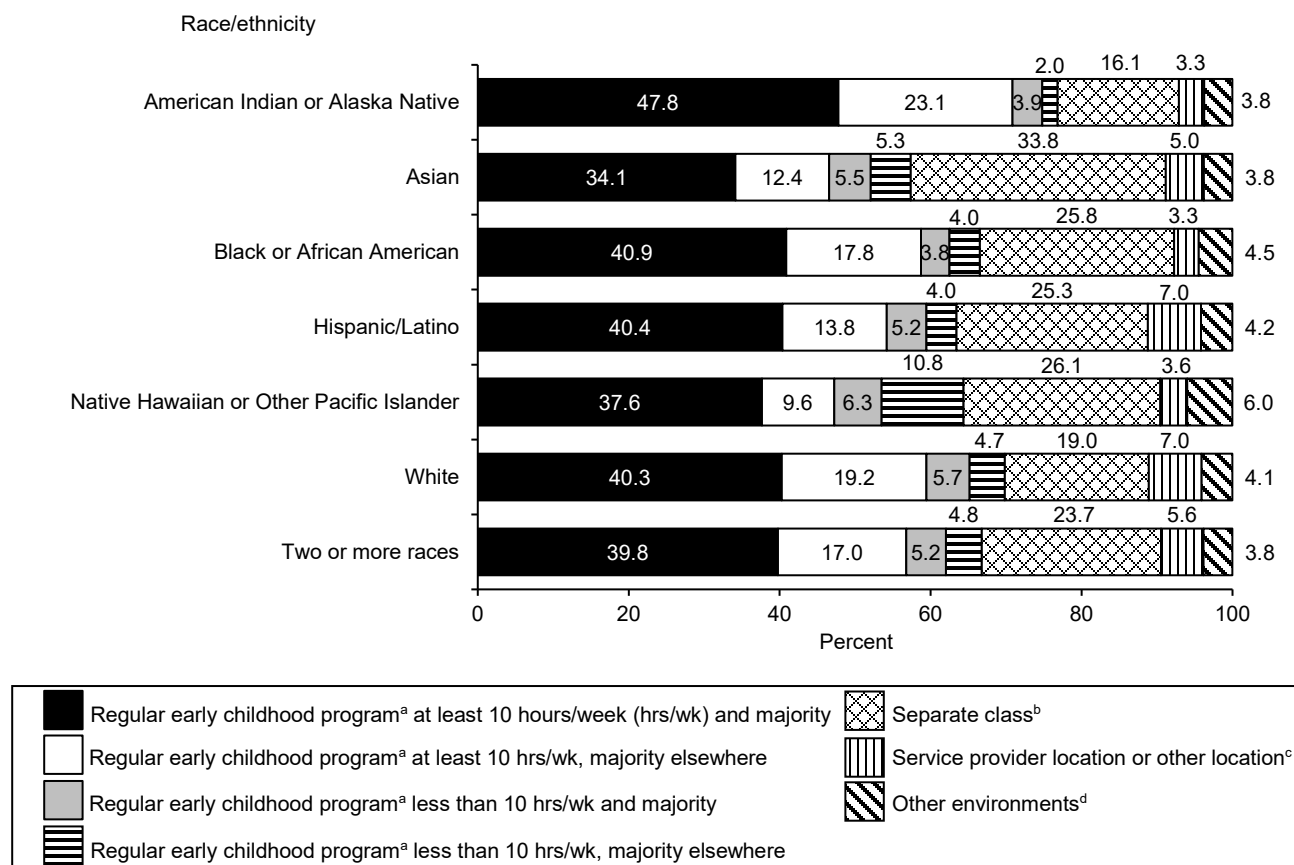 Race/ethnicity
2.0 16.1 3.3
American Indian or Alaska Native 47.8 23.1 3.9 3.8
5.3 33.8 5.0
Asian 34.1 12.4 5.5 3.8
4.0 25.8 3.3
Black or African American 40.9 17.8 3.8 4.5
4.0 25.3 7.0
Hispanic/Latino 40.4 13.8 5.2 4.2
10.8 26.1 3.6
Native Hawaiian or Other Pacific Islander 37.6 9.6 6.3 6.0
4.7 19.0 7.0
White 40.3 19.2 5.7 4.1
4.8 23.7 5.6
Two or more races 39.8 17.0 5.2 3.8
0 20 40 60 80 100
Percent
Regular early childhood programᵃ at least 10 hours/week (hrs/wk) and majority
Regular early childhood programᵃ at least 10 hrs/wk, majority elsewhere
Regular early childhood programᵃ less than 10 hrs/wk and majority
Regular early childhood programᵃ less than 10 hrs/wk, majority elsewhere
Separate classᵇ
Service provider location or other locationᶜ
Other environmentsᵈ